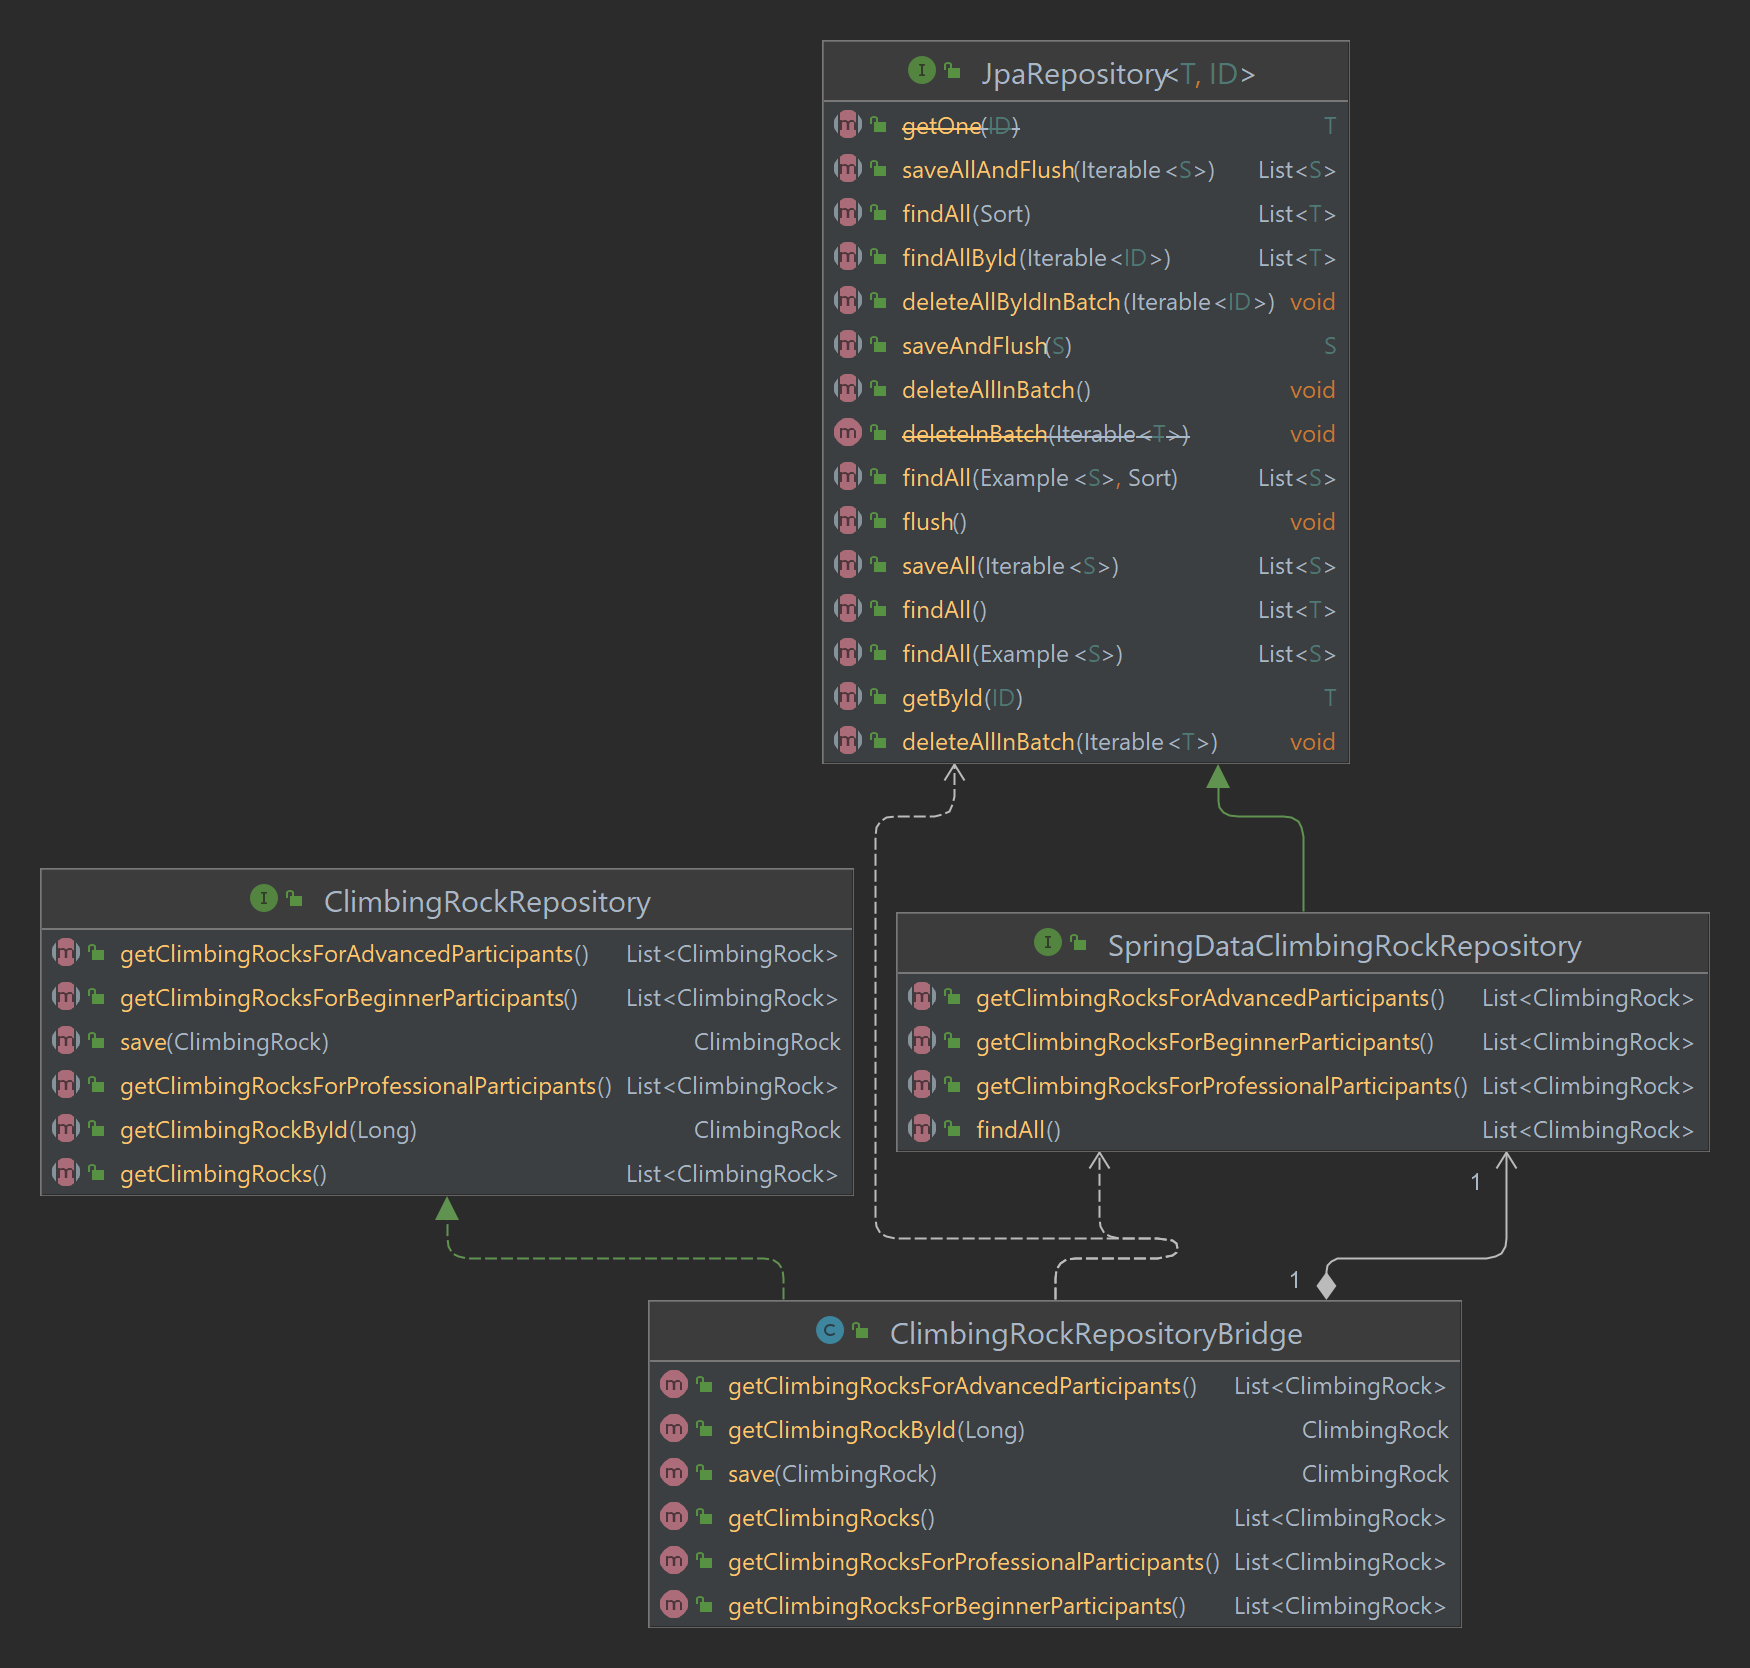 I JpaRepository<T, ID>
m getOne(ID) T
m saveAllAndFlush(Iterable<S>) List<S>
m findAll(Sort) List<T>
m findAllById(Iterable<ID>) List<T>
m deleteAllByIdInBatch(Iterable<ID>) void
m saveAndFlush(S) S
m deleteAllInBatch() void
m deleteInBatch(Iterable<T>) void
m findAll(Example<S>, Sort) List<S>
m flush() void
m saveAll(Iterable<S>) List<S>
m findAll() List<T>
m findAll(Example<S>) List<S>
m getById(ID) T
m deleteAllInBatch(Iterable<T>) void
I ClimbingRockRepository
m getClimbingRocksForAdvancedParticipants() List<ClimbingRock>
m getClimbingRocksForBeginnerParticipants() List<ClimbingRock>
m save(ClimbingRock) ClimbingRock
m getClimbingRocksForProfessionalParticipants() List<ClimbingRock>
m getClimbingRockById(Long) ClimbingRock
m getClimbingRocks() List<ClimbingRock>
I SpringDataClimbingRockRepository
m getClimbingRocksForAdvancedParticipants() List<ClimbingRock>
m getClimbingRocksForBeginnerParticipants() List<ClimbingRock>
m getClimbingRocksForProfessionalParticipants() List<ClimbingRock>
m findAll() List<ClimbingRock>
1
1
C ClimbingRockRepositoryBridge
m getClimbingRocksForAdvancedParticipants() List<ClimbingRock>
m getClimbingRockById(Long) ClimbingRock
m save(ClimbingRock) ClimbingRock
m getClimbingRocks() List<ClimbingRock>
m getClimbingRocksForProfessionalParticipants() List<ClimbingRock>
m getClimbingRocksForBeginnerParticipants() List<ClimbingRock>